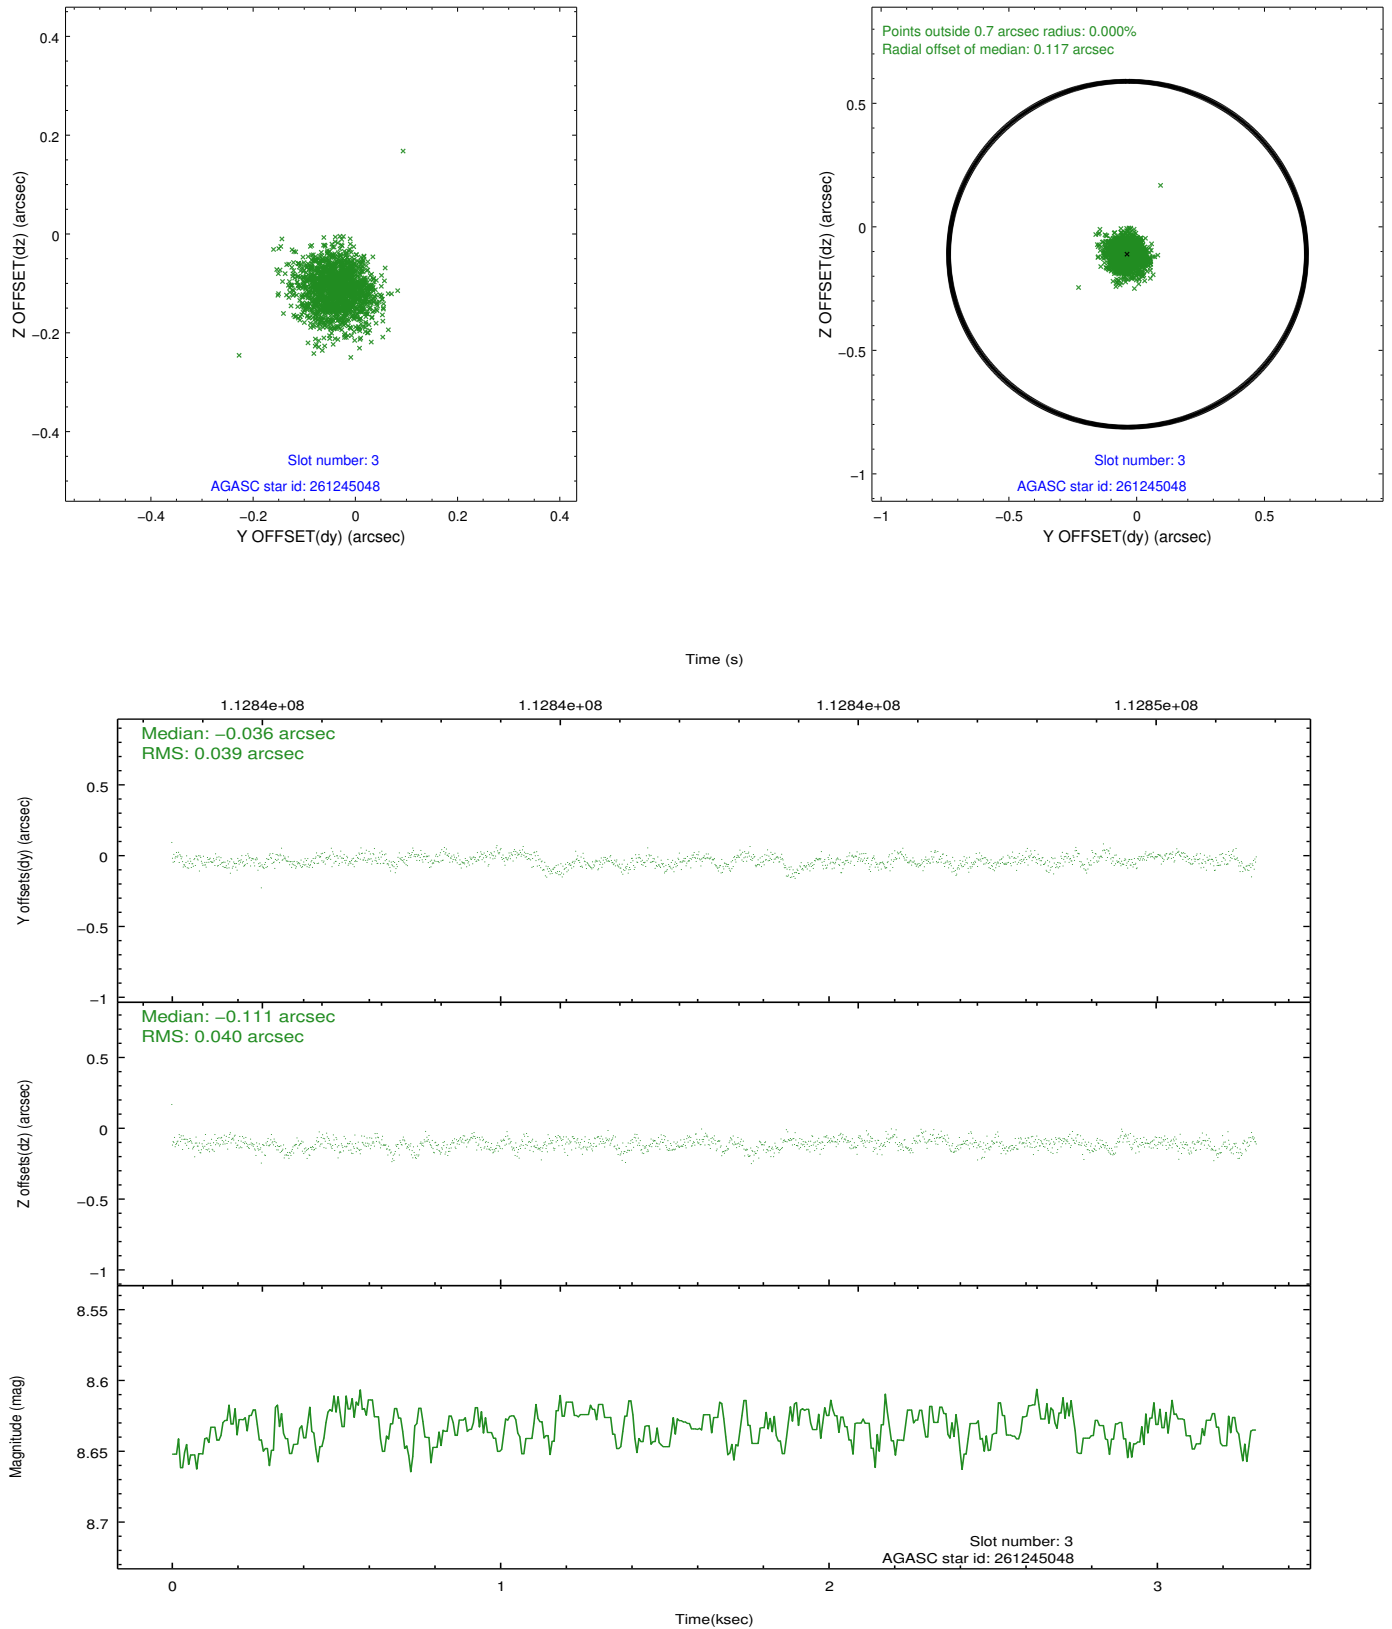 0.4
0.2
0
−0.2
−0.4
Z OFFSET(dz) (arcsec)
Slot number: 3
AGASC star id: 261245048
−0.4 −0.2 0 0.2 0.4
Y OFFSET(dy) (arcsec)
Points outside 0.7 arcsec radius: 0.000%
Radial offset of median: 0.117 arcsec
0.5
0
−0.5
−1
Z OFFSET(dz) (arcsec)
Slot number: 3
AGASC star id: 261245048
−1 −0.5 0 0.5
Y OFFSET(dy) (arcsec)
Time (s)
1.1284e+08 1.1284e+08 1.1284e+08 1.1285e+08
Median: −0.036 arcsec
RMS: 0.039 arcsec
0.5
0
−0.5
−1
Y offsets(dy) (arcsec)
Median: −0.111 arcsec
RMS: 0.040 arcsec
0.5
0
−0.5
−1
Z offsets(dz) (arcsec)
8.55
8.6
8.65
8.7
Magnitude (mag)
Slot number: 3
AGASC star id: 261245048
0 1 2 3
Time(ksec)